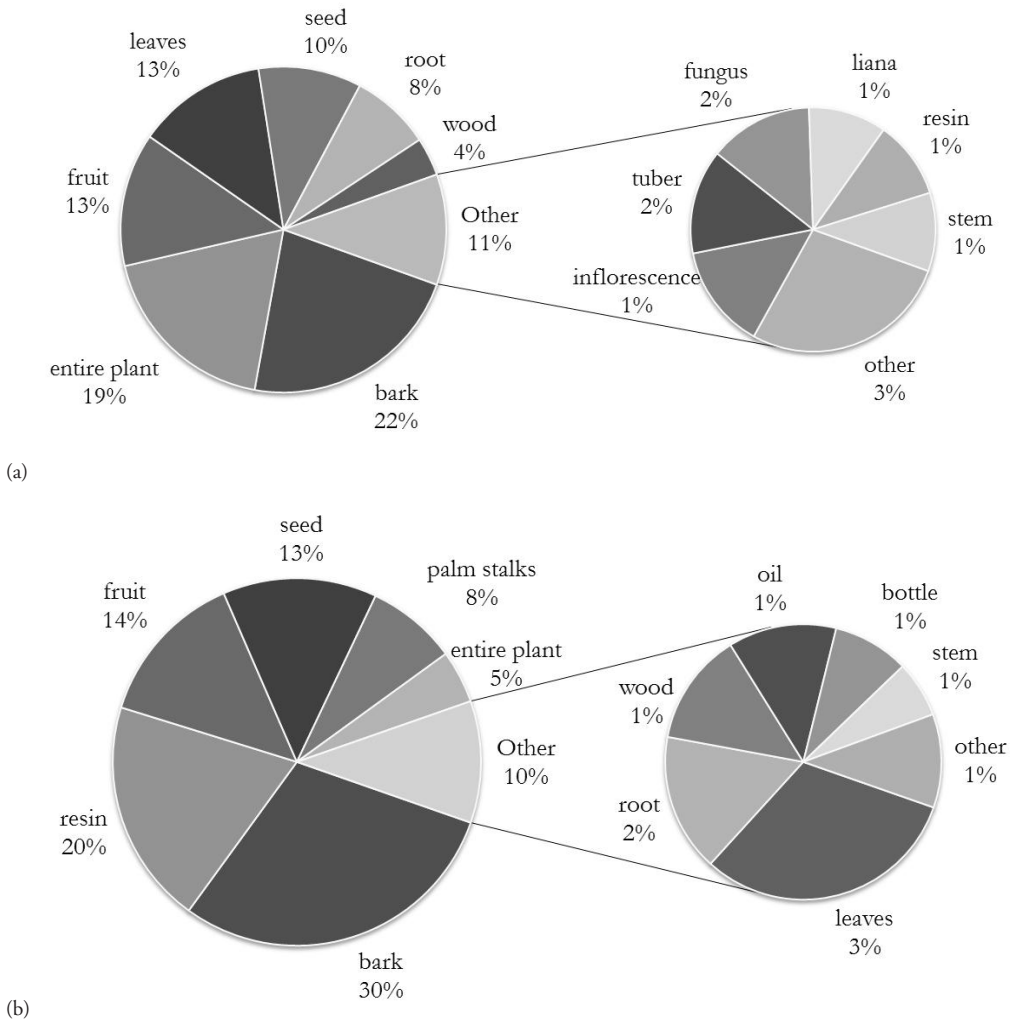 seed
10%
leaves
13%
root
8%
wood
4%
fruit
13%
Other
11%
entire plant
19%
bark
22%
fungus
2%
liana
1%
resin
1%
tuber
2%
stem
1%
inflorescence
1%
other
3%
(a)
seed
13%
palm stalks
8%
fruit
14%
entire plant
5%
Other
10%
resin
20%
bark
30%
oil
1%
bottle
1%
stem
1%
wood
1%
other
1%
root
2%
leaves
3%
(b)